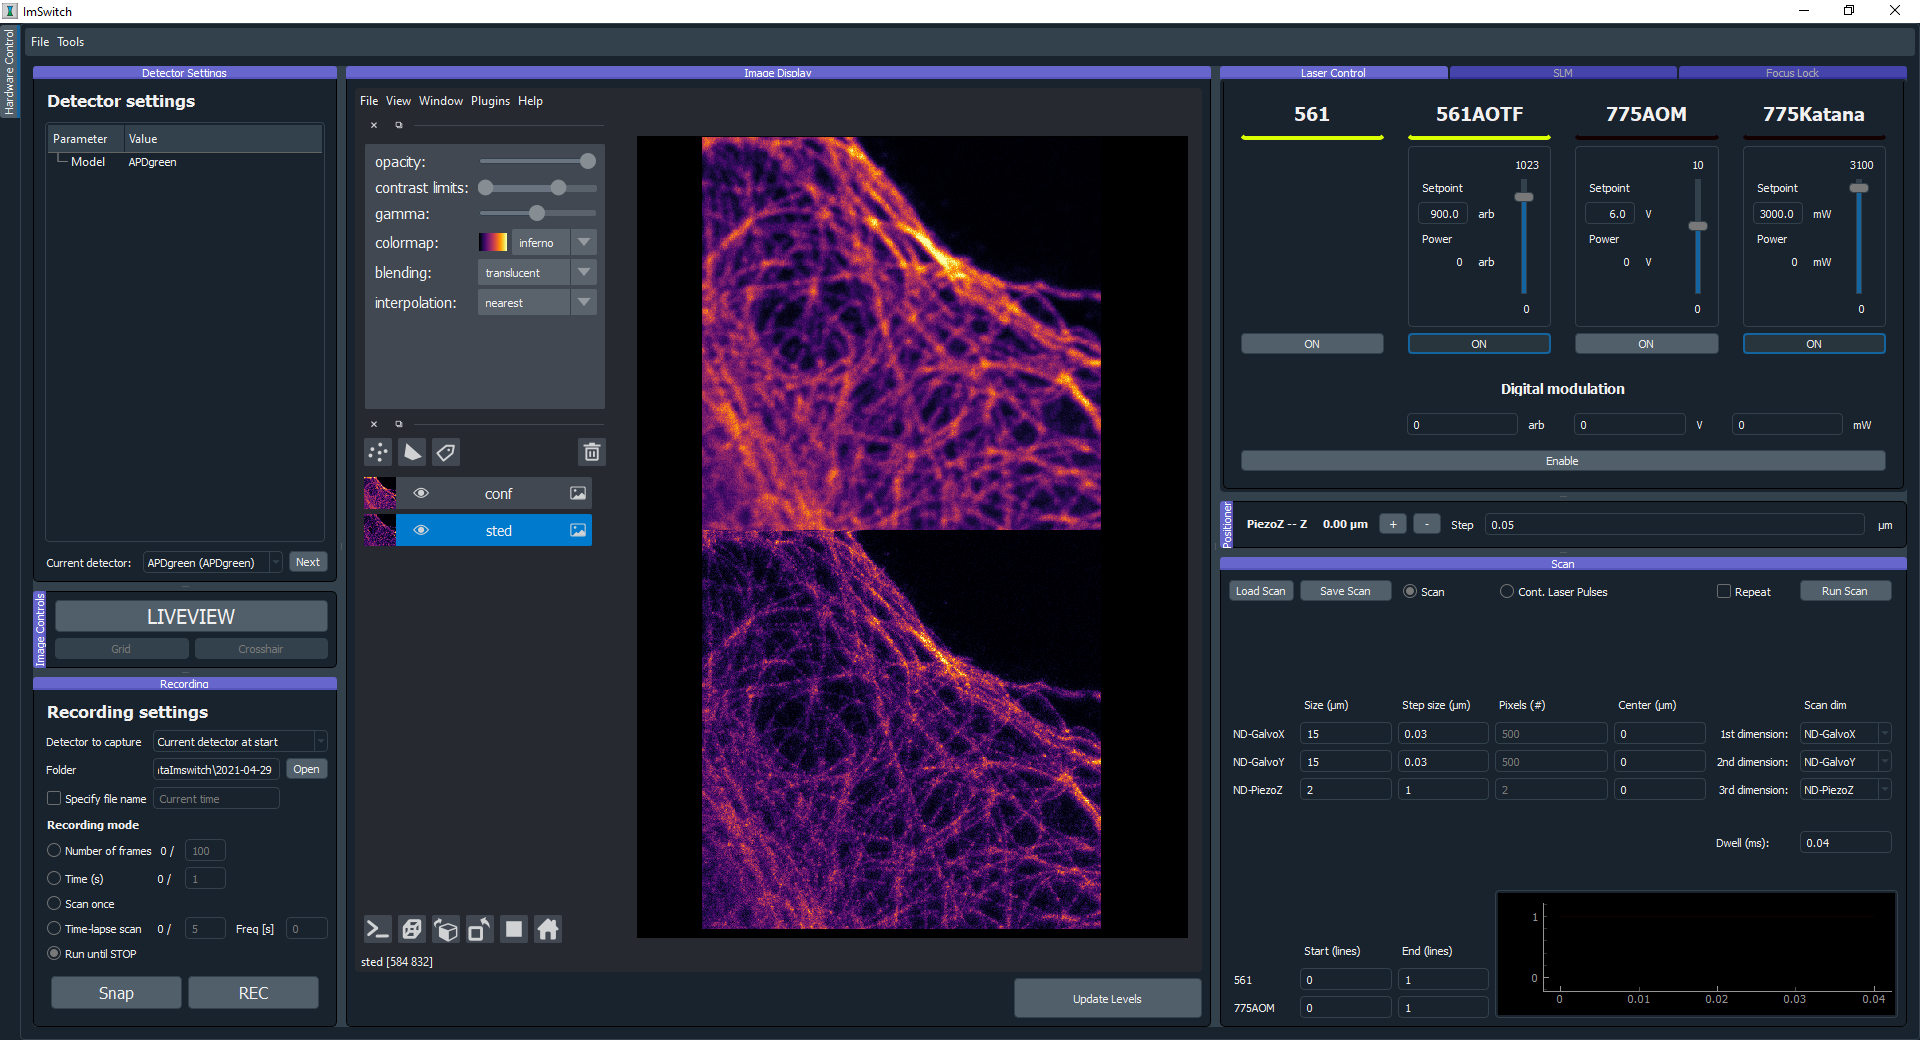 ImSwitch
Hardware Control
File Tools
Detector Settings
Detector settings
Parameter Value
Model APDgreen
Current detector: APDgreen (APDgreen) Next
Image Controls
LIVEVIEW
Grid Crosshair
Recording
Recording settings
Detector to capture Current detector at start
Folder ıtaImswitch\2021-04-29 Open
Specify file name Current time
Recording mode
Number of frames 0 / 100
Time (s) 0 / 1
Scan once
Time-lapse scan 0 / 5 Freq [s] 0
Run until STOP
Snap REC
Image Display
File View Window Plugins Help
opacity:
contrast limits:
gamma:
colormap: inferno
blending: translucent
interpolation: nearest
conf
sted
sted [584 832]
Update Levels
Laser Control SLM Focus Lock
561 561AOTF 775AOM 775Katana
1023 10 3100
Setpoint Setpoint Setpoint
900.0 arb 6.0 V 3000.0 mW
Power Power Power
0 arb 0 V 0 mW
0 0 0
ON ON ON ON
Digital modulation
0 arb 0 V 0 mW
Enable
Positioner
PiezoZ -- Z 0.00 µm + - Step 0.05 µm
Scan
Load Scan Save Scan Scan Cont. Laser Pulses Repeat Run Scan
Size (µm) Step size (µm) Pixels (#) Center (µm) Scan dim
ND-GalvoX 15 0.03 500 0 1st dimension: ND-GalvoX
ND-GalvoY 15 0.03 500 0 2nd dimension: ND-GalvoY
ND-PiezoZ 2 1 2 0 3rd dimension: ND-PiezoZ
Dwell (ms): 0.04
Start (lines) End (lines)
561 0 1
775AOM 0 1
1
0
0 0.01 0.02 0.03 0.04